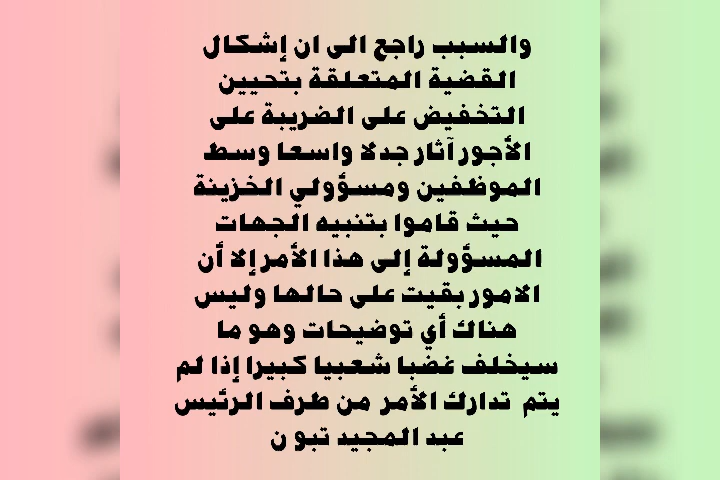 والسبب راجع الى ان إشكال
القضية المتعلقة بتحيين
التخفيض على الضريبة على
الأجور آثار جدلا واسعا وسط
الموظفين ومسؤولي الخزينة
حيث قاموا بتنبيه الجهات
المسؤولة إلى هذا الأمر إلا أن
الامور بقيت على حالها وليس
هناك أي توضيحات وهو ما
سيخلف غضبا شعبيا كبيرا إذا لم
يتم تدارك الأمر من طرف الرئيس
عبد المجيد تبو ن